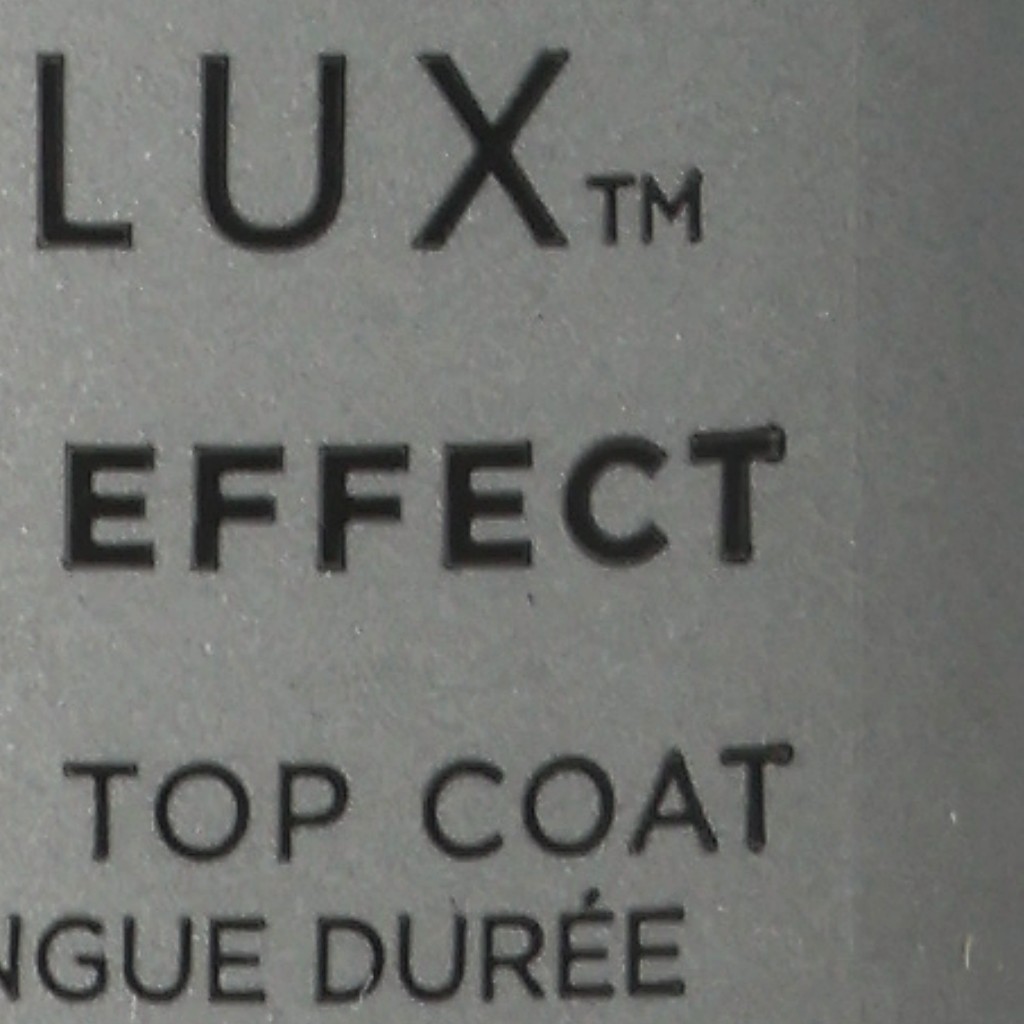 LUX™
EFFECT
TOP COAT
NGUE DURÉE